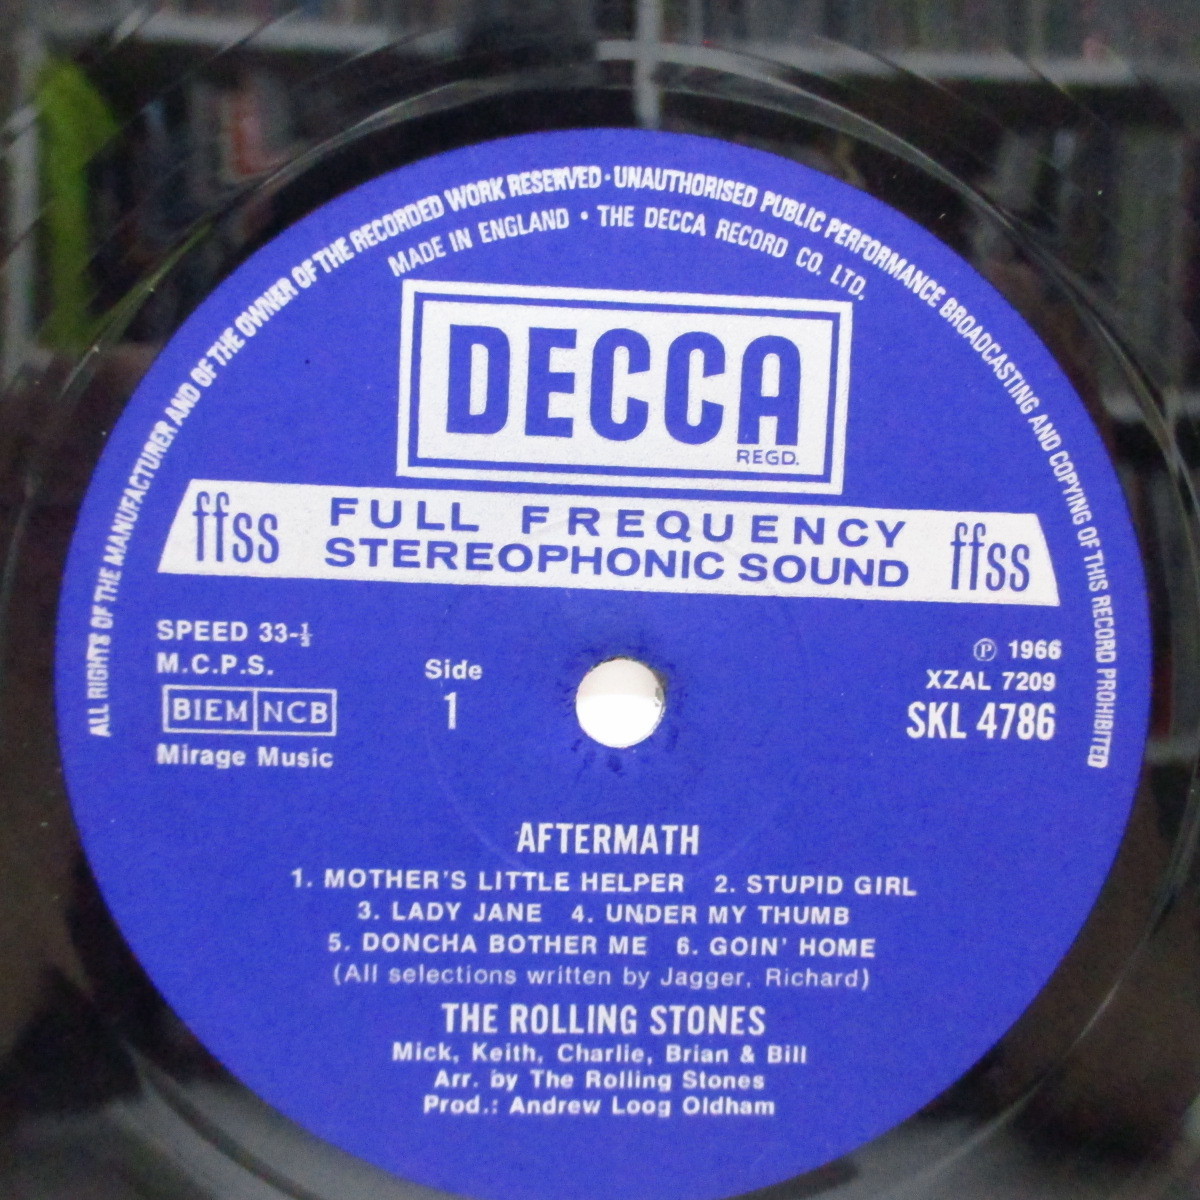 ALL RIGHTS OF THE MANUFACTURER AND OF THE OWNER OF THE RECORDED WORK RESERVED · UNAUTHORISED PUBLIC PERFORMANCE BROADCASTING AND COPYING OF THIS RECORD PROHIBITED
MADE IN ENGLAND • THE DECCA RECORD CO. LTD.
DECCA
REGD.
ffss FULL FREQUENCY STEREOPHONIC SOUND ffss
SPEED 33-⅓
M.C.P.S.
BIEM NCB
Mirage Music
Side
1
℗ 1966
XZAL 7209
SKL 4786
AFTERMATH
1. MOTHER'S LITTLE HELPER 2. STUPID GIRL
3. LADY JANE 4. UNDER MY THUMB
5. DONCHA BOTHER ME 6. GOIN' HOME
(All selections written by Jagger, Richard)
THE ROLLING STONES
Mick, Keith, Charlie, Brian & Bill
Arr. by The Rolling Stones
Prod.: Andrew Loog Oldham